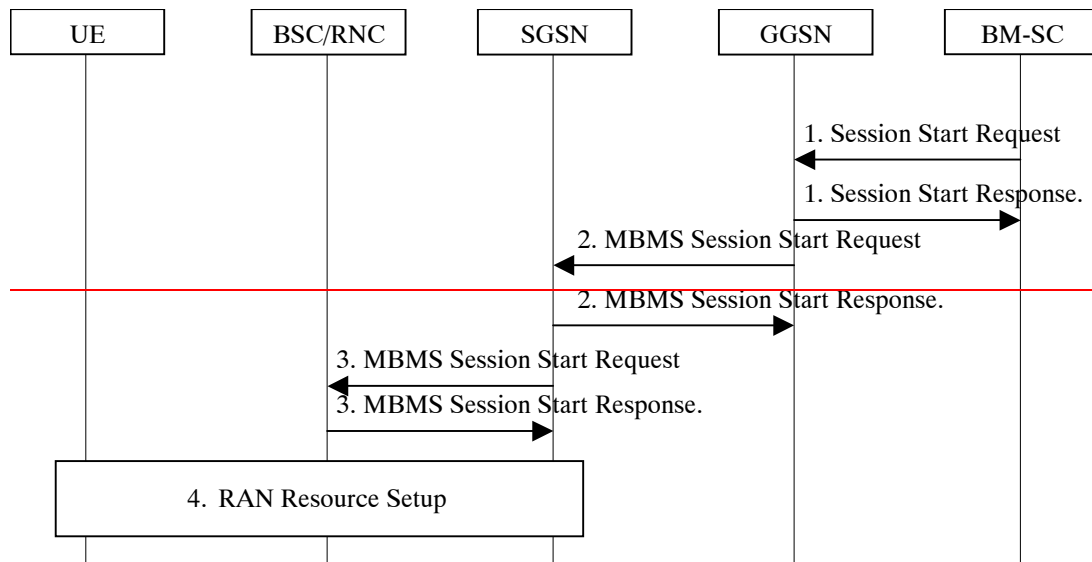 UE
BSC/RNC
SGSN
GGSN
BM-SC
1. Session Start Request
1. Session Start Response.
2. MBMS Session Start Request
2. MBMS Session Start Response.
3. MBMS Session Start Request
3. MBMS Session Start Response.
4. RAN Resource Setup